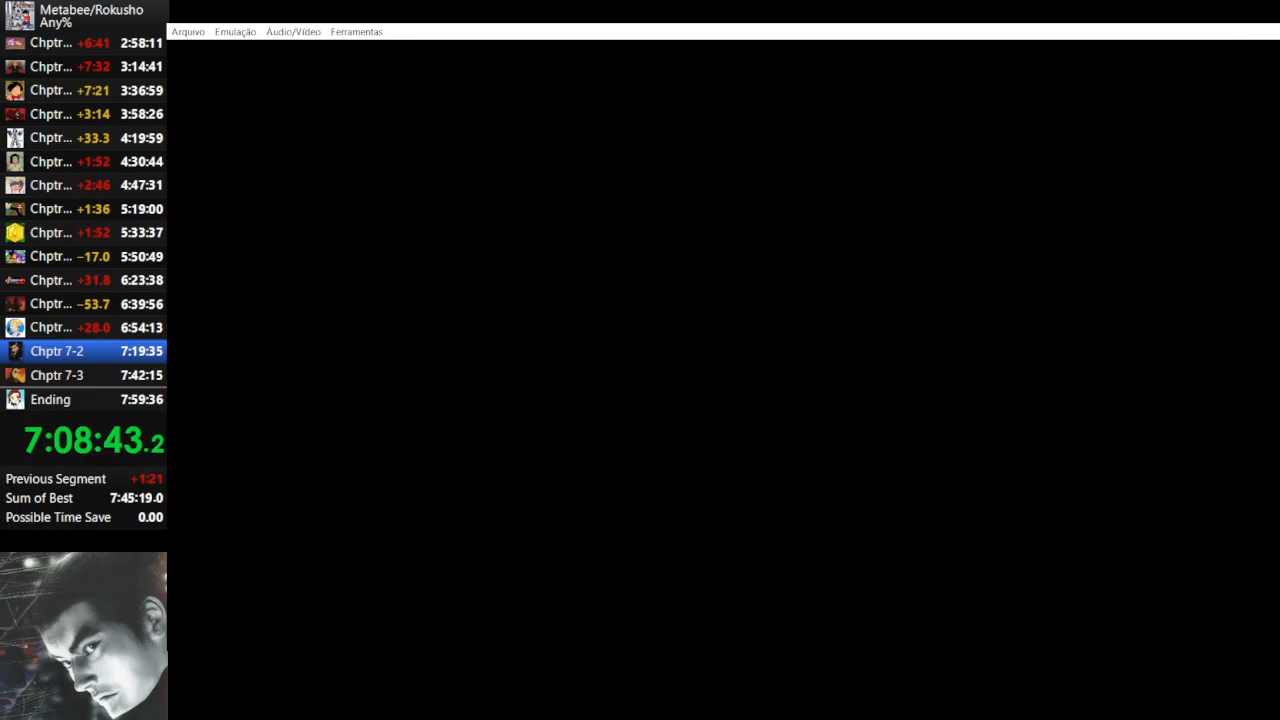 Metabee/Rokusho
Any%
Arquivo Emulação Áudio/Vídeo Ferramentas
Chptr... +6:41 2:58:11
Chptr... +7:32 3:14:41
Chptr... +7:21 3:36:59
Chptr... +3:14 3:58:26
Chptr... +33.3 4:19:59
Chptr... +1:52 4:30:44
Chptr... +2:46 4:47:31
Chptr... +1:36 5:19:00
Chptr... +1:52 5:33:37
Chptr... −17.0 5:50:49
Chptr... +31.8 6:23:38
Chptr... −53.7 6:39:56
Chptr... +28.0 6:54:13
Chptr 7-2 7:19:35
Chptr 7-3 7:42:15
Ending 7:59:36
7:08:43.2
Previous Segment +1:21
Sum of Best 7:45:19.0
Possible Time Save 0.00